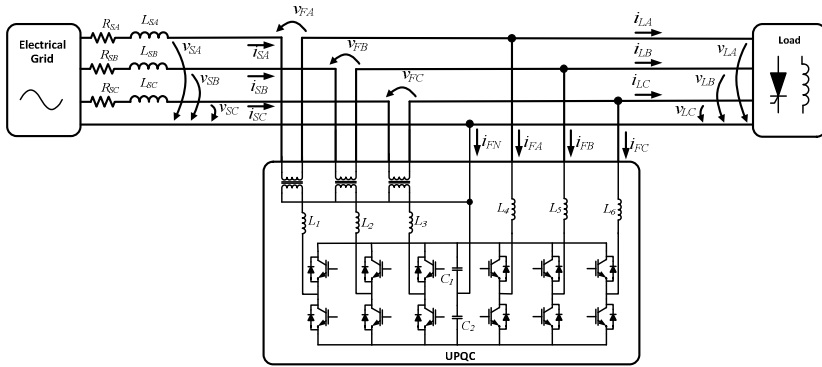 Electrical
Grid
R_SA
L_SA
R_SB
L_SB
R_SC
L_SC
v_SA
v_SB
v_SC
i_SA
i_SB
i_SC
v_FA
v_FB
v_FC
i_LA
i_LB
i_LC
v_LA
v_LB
v_LC
Load
i_FN
i_FA
i_FB
i_FC
L_1
L_2
L_3
L_4
L_5
L_6
C_1
C_2
UPQC